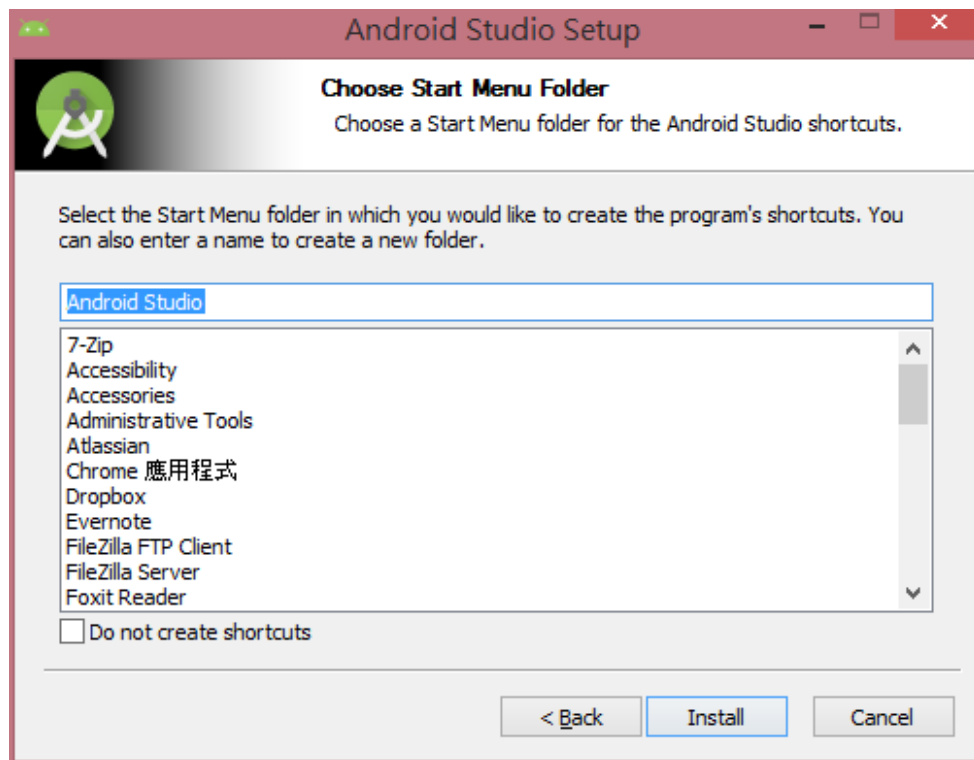 Android Studio Setup
Choose Start Menu Folder
Choose a Start Menu folder for the Android Studio shortcuts.
Select the Start Menu folder in which you would like to create the program's shortcuts. You
can also enter a name to create a new folder.
Android Studio
7-Zip
Accessibility
Accessories
Administrative Tools
Atlassian
Chrome 應用程式
Dropbox
Evernote
FileZilla FTP Client
FileZilla Server
Foxit Reader
Do not create shortcuts
< Back
Install
Cancel